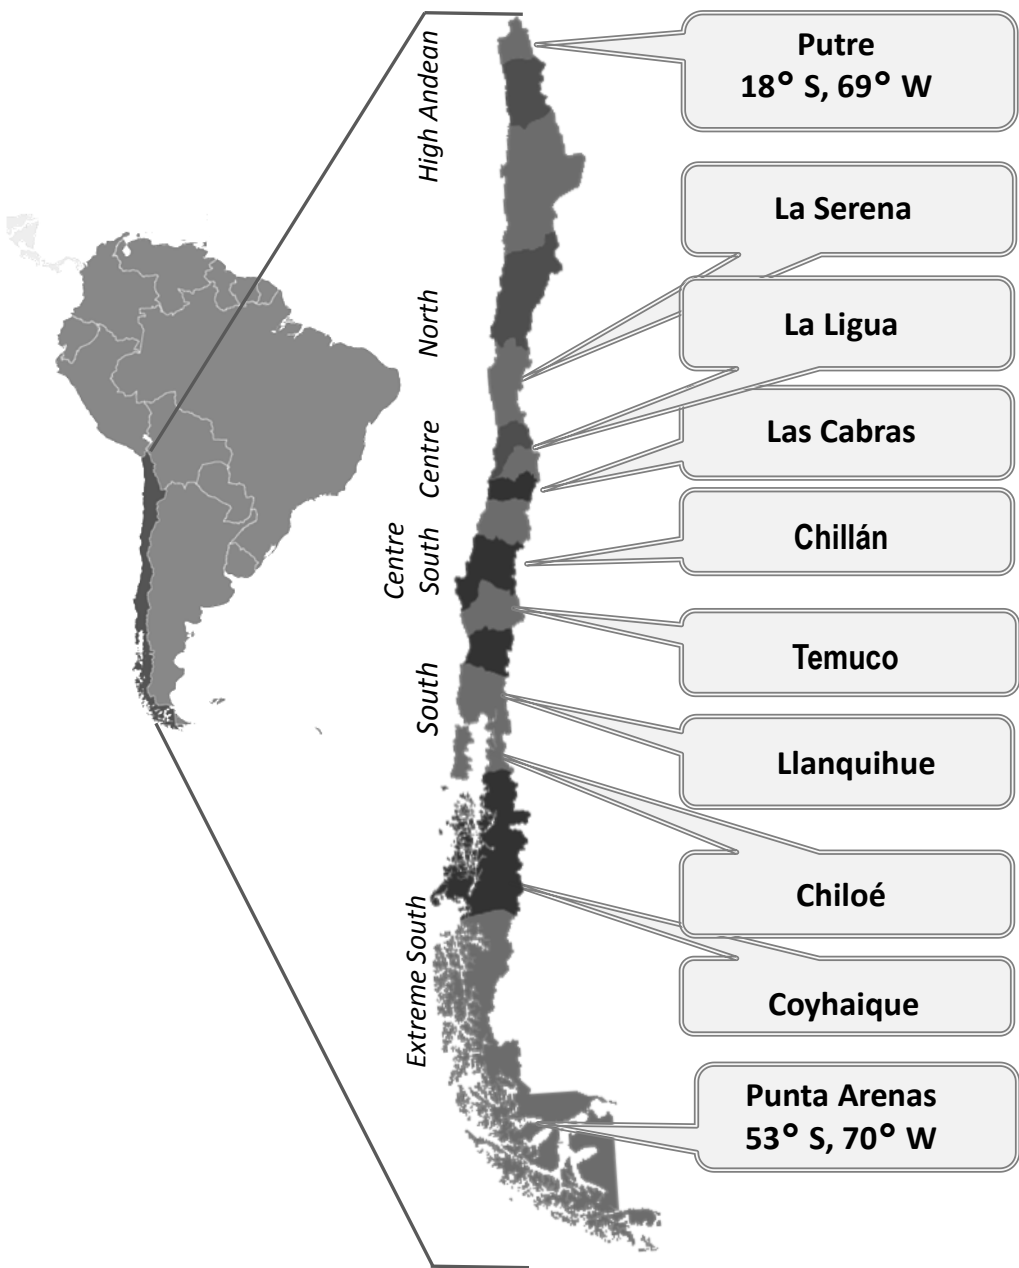 High Andean
North
Centre
Centre
South
South
Extreme South
Putre
18° S, 69° W
La Serena
La Ligua
Las Cabras
Chillán
Temuco
Llanquihue
Chiloé
Coyhaique
Punta Arenas
53° S, 70° W